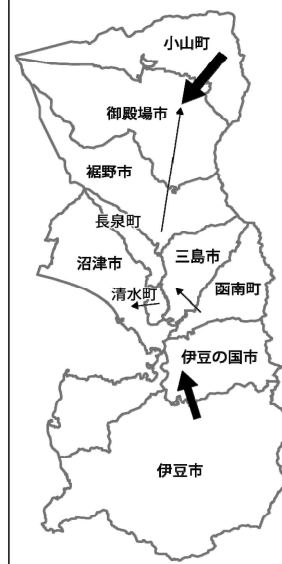 小山町
御殿場市
裾野市
長泉町
沼津市
三島市
清水町
函南町
伊豆の国市
伊豆市